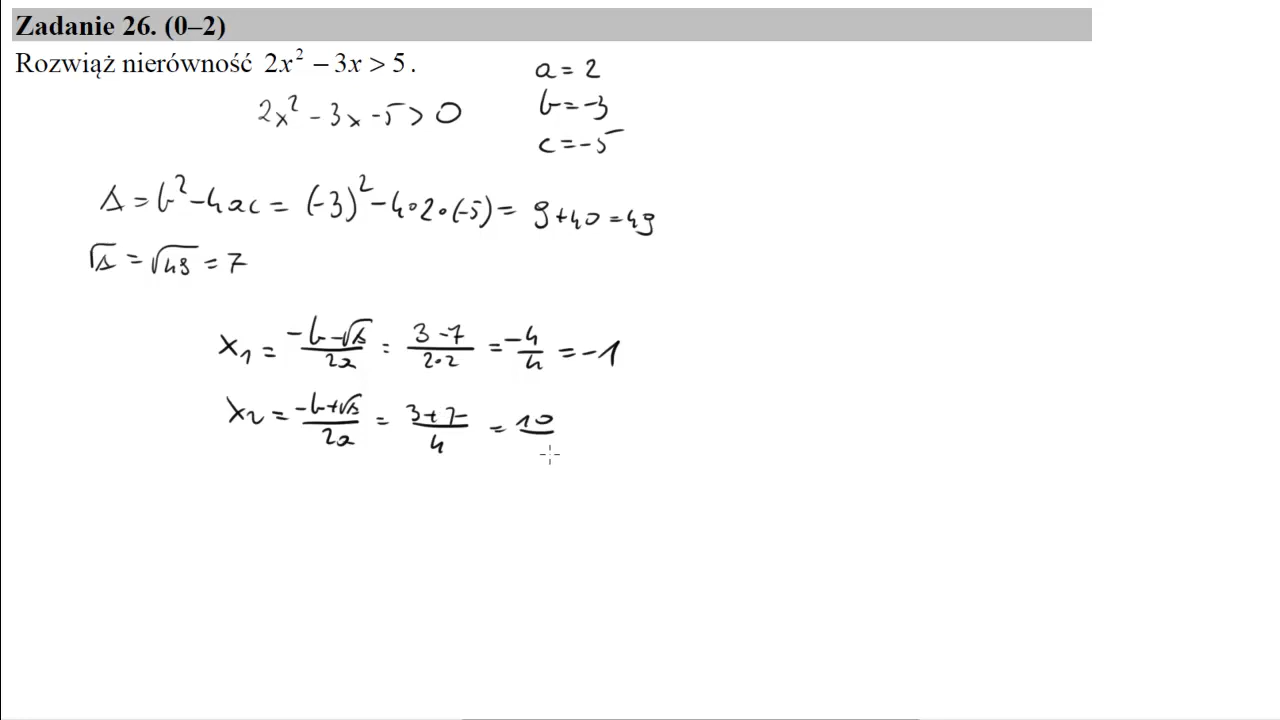 Zadanie 26. (0–2)
Rozwiąż nierówność 2x² − 3x > 5.
a = 2
2x² - 3x - 5 > 0
b = -3
c = -5
Δ = b² - 4ac = (-3)² - 4·2·(-5) = 9 + 40 = 49
√Δ = √49 = 7
x₁ = (-b-√Δ)/(2a) = (3-7)/(2·2) = (-4)/4 = -1
x₂ = (-b+√Δ)/(2a) = (3+7)/4 = 10